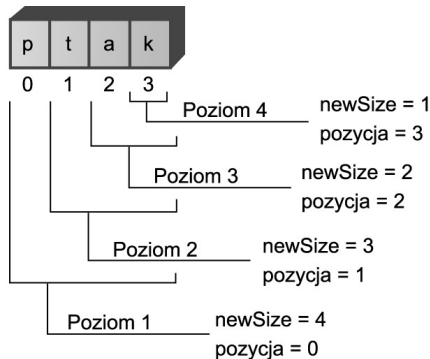 p t a k
0 1 2 3
Poziom 4
newSize = 1
pozycja = 3
Poziom 3
newSize = 2
pozycja = 2
Poziom 2
newSize = 3
pozycja = 1
Poziom 1
newSize = 4
pozycja = 0